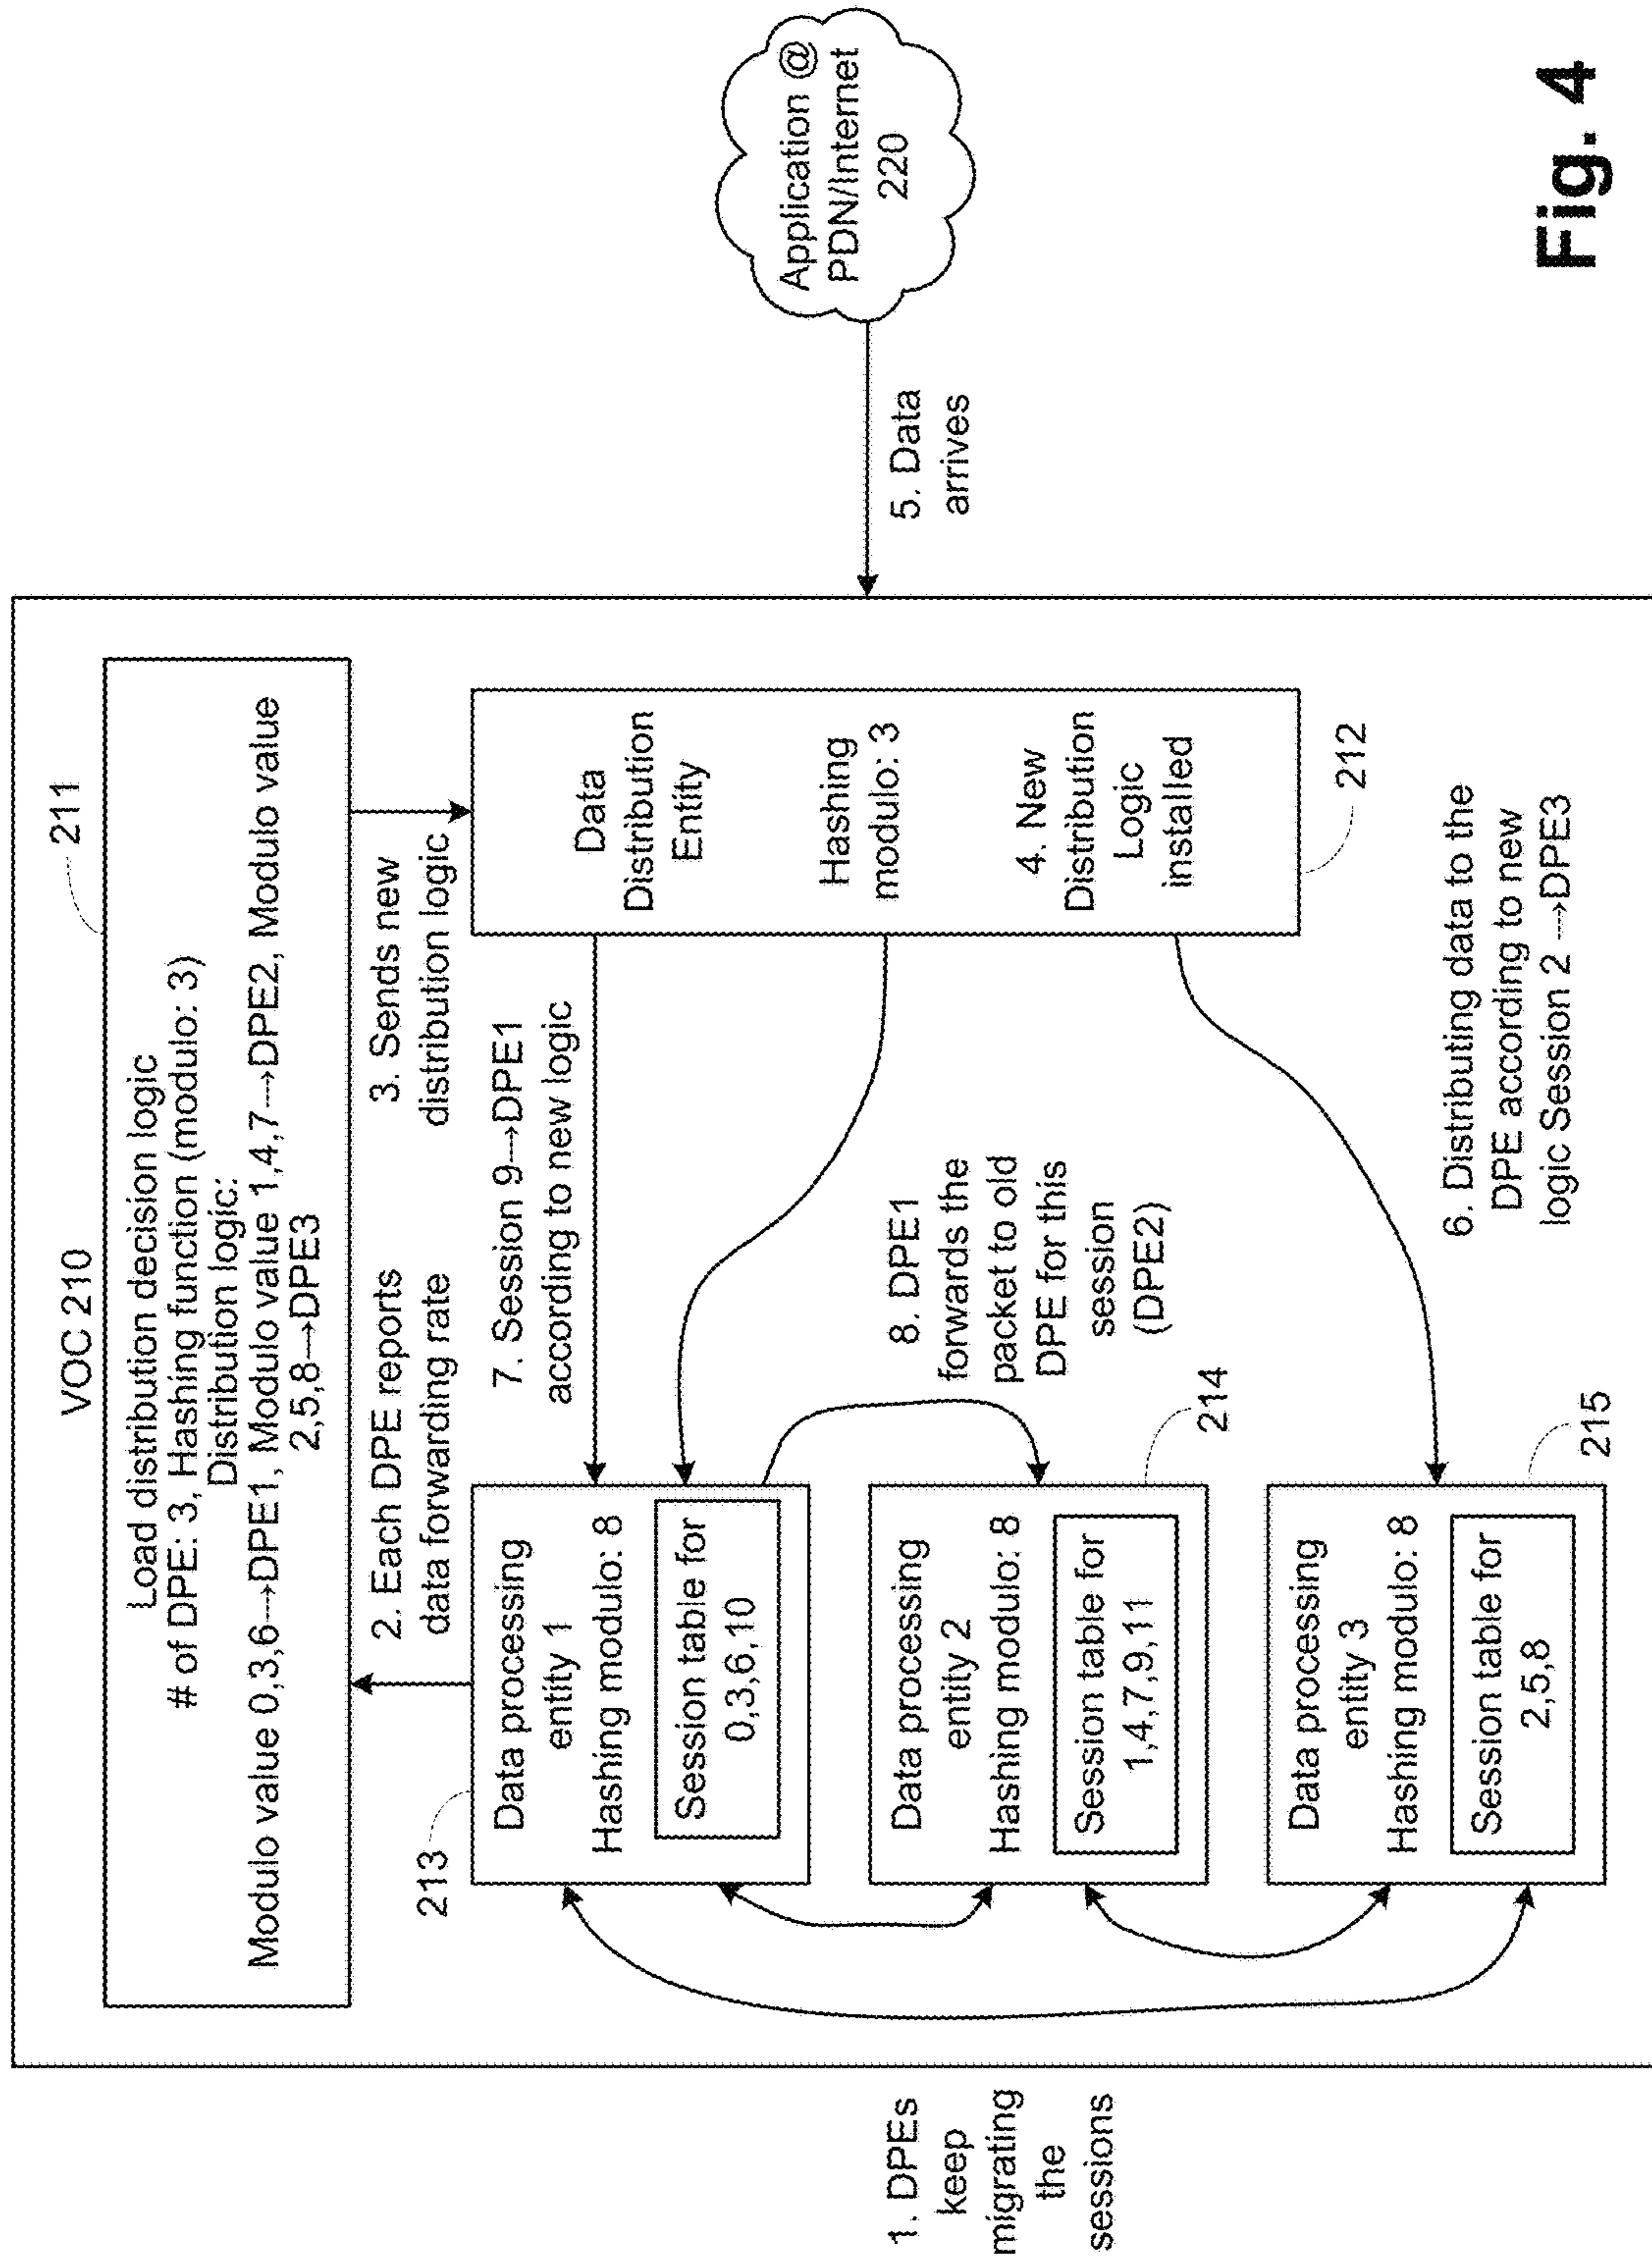 VOC 210
211
Load distribution decision logic
# of DPE: 3, Hashing function (modulo: 3)
Distribution logic:
Modulo value 0,3,6→DPE1, Modulo value 1,4,7→DPE2, Modulo value
2,5,8→DPE3
2. Each DPE reports
data forwarding rate
3. Sends new
distribution logic
213
Data processing
entity 1
Hashing modulo: 8
Session table for
0,3,6,10
7. Session 9→DPE1
according to new logic
Data
Distribution
Entity
Hashing
modulo: 3
4. New
Distribution
Logic
installed
212
Application @
PDN/Internet
220
5. Data
arrives
1. DPEs
keep
migrating
the
sessions
Data processing
entity 2
Hashing modulo: 8
Session table for
1,4,7,9,11
214
8. DPE1
forwards the
packet to old
DPE for this
session
(DPE2)
Data processing
entity 3
Hashing modulo: 8
Session table for
2,5,8
215
6. Distributing data to the
DPE according to new
logic Session 2 →DPE3
Fig. 4